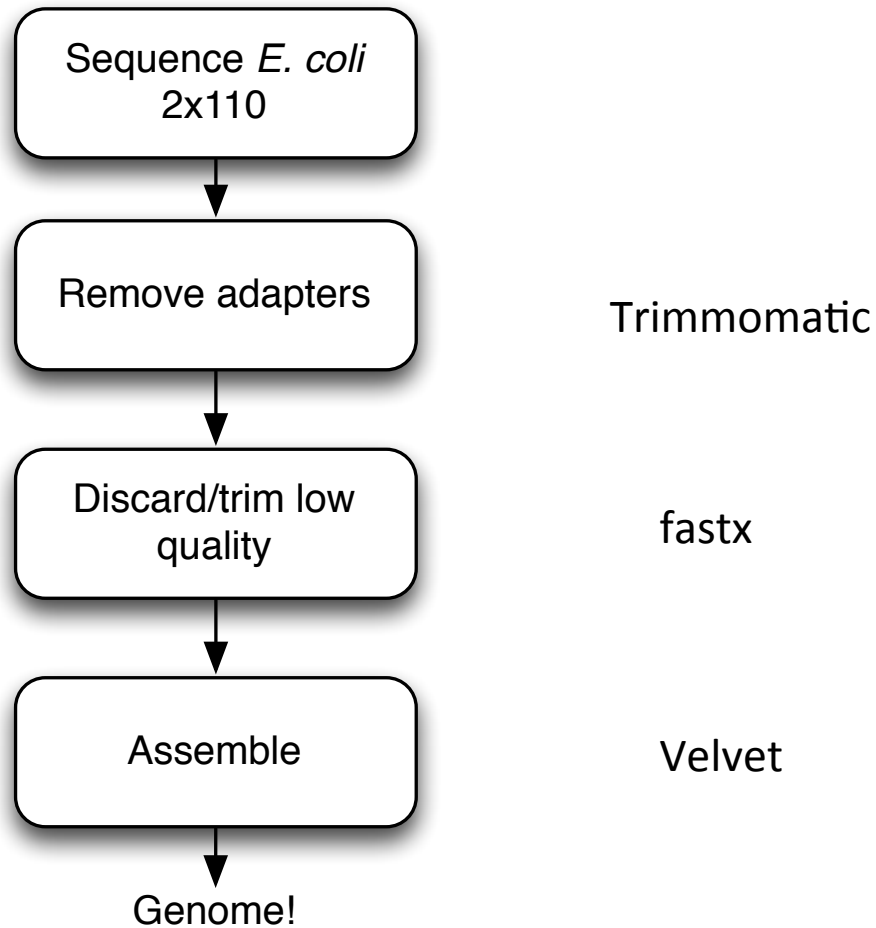 Sequence E. coli
2x110
Remove adapters
Trimmomatic
Discard/trim low
quality
fastx
Assemble
Velvet
Genome!